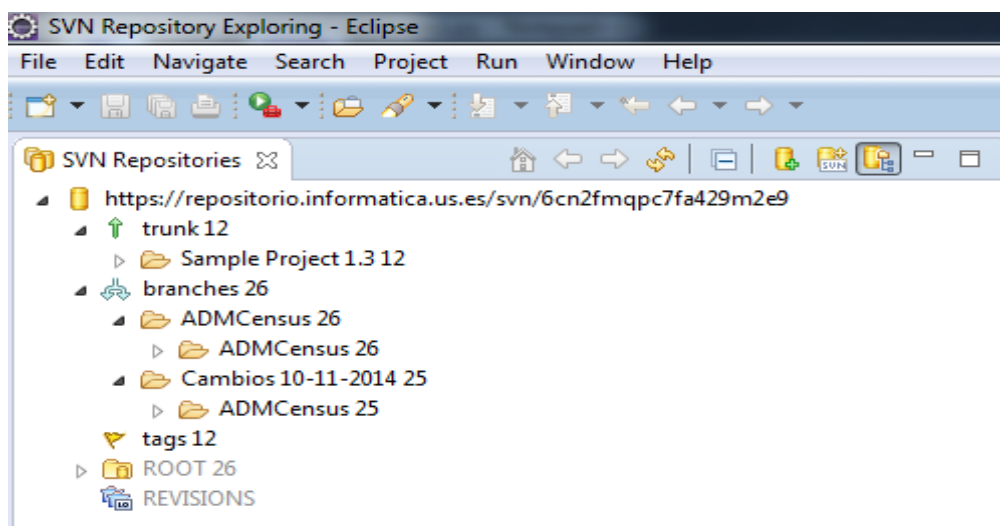 SVN Repository Exploring - Eclipse
File Edit Navigate Search Project Run Window Help
SVN Repositories
https://repositorio.informatica.us.es/svn/6cn2fmqpc7fa429m2e9
trunk 12
Sample Project 1.3 12
branches 26
ADMCensus 26
ADMCensus 26
Cambios 10-11-2014 25
ADMCensus 25
tags 12
ROOT 26
REVISIONS